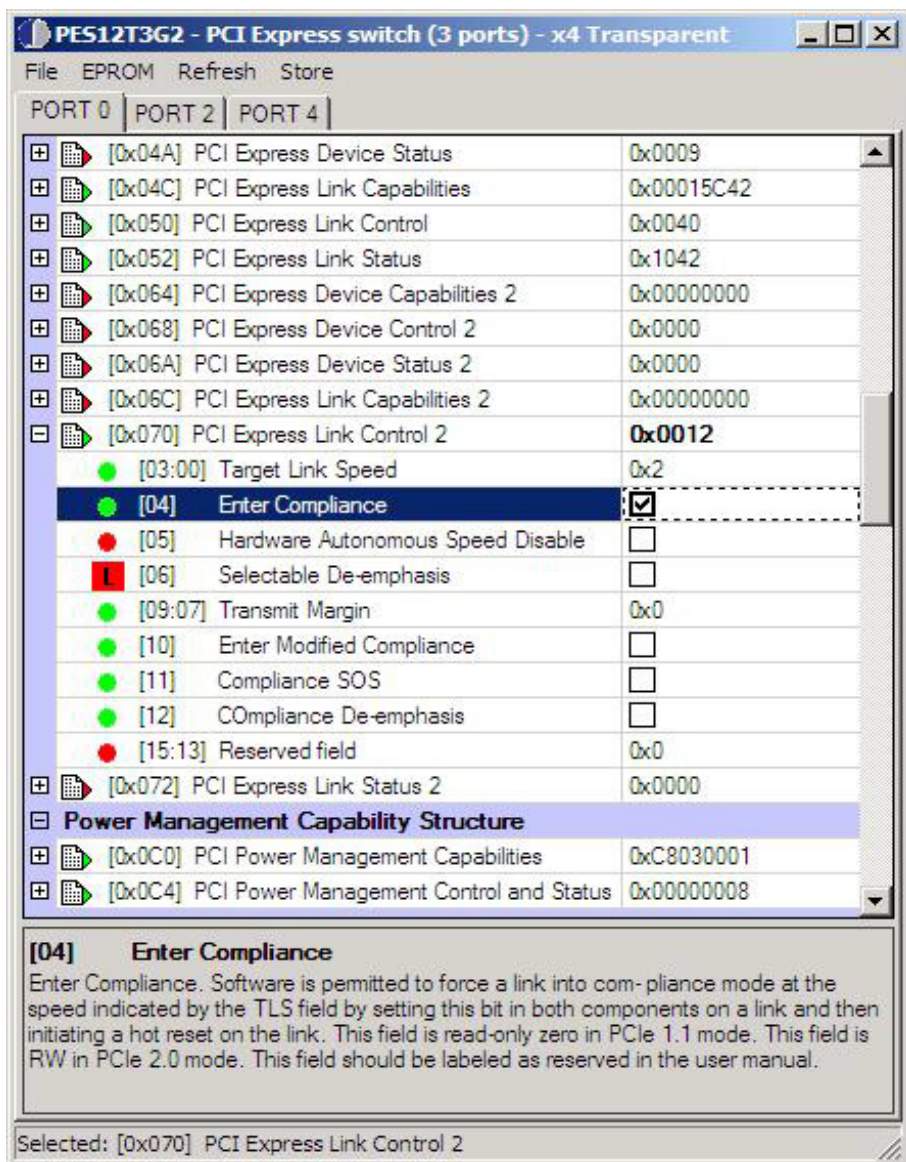 PES12T3G2 - PCI Express switch (3 ports) - x4 Transparent
File EPROM Refresh Store
PORT 0 PORT 2 PORT 4
[0x04A] PCI Express Device Status 0x0009
[0x04C] PCI Express Link Capabilities 0x00015C42
[0x050] PCI Express Link Control 0x0040
[0x052] PCI Express Link Status 0x1042
[0x064] PCI Express Device Capabilities 2 0x00000000
[0x068] PCI Express Device Control 2 0x0000
[0x06A] PCI Express Device Status 2 0x0000
[0x06C] PCI Express Link Capabilities 2 0x00000000
[0x070] PCI Express Link Control 2 0x0012
[03:00] Target Link Speed 0x2
[04] Enter Compliance
[05] Hardware Autonomous Speed Disable
L [06] Selectable De-emphasis
[09:07] Transmit Margin 0x0
[10] Enter Modified Compliance
[11] Compliance SOS
[12] COmpliance De-emphasis
[15:13] Reserved field 0x0
[0x072] PCI Express Link Status 2 0x0000
Power Management Capability Structure
[0x0C0] PCI Power Management Capabilities 0xC8030001
[0x0C4] PCI Power Management Control and Status 0x00000008
[04] Enter Compliance
Enter Compliance. Software is pemitted to force a link into com- pliance mode at the
speed indicated by the TLS field by setting this bit in both components on a link and then
initiating a hot reset on the link. This field is read-only zero in PCIe 1.1 mode. This field is
RW in PCIe 2.0 mode. This field should be labeled as reserved in the user manual.
Selected: [0x070] PCI Express Link Control 2